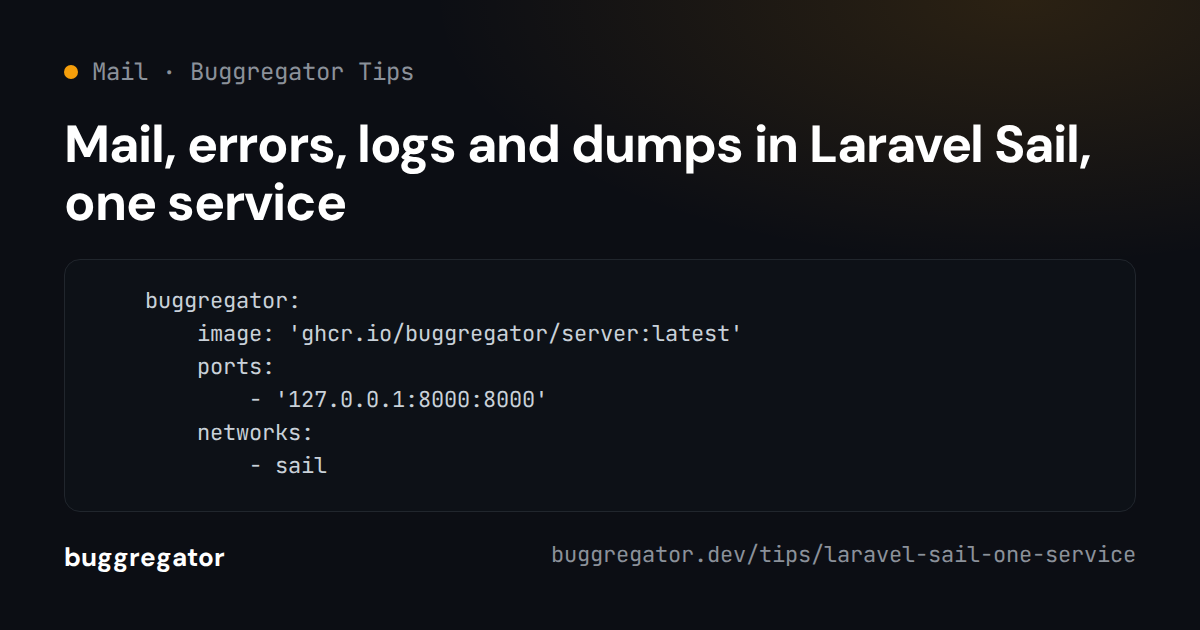 Mail · Buggregator Tips
Mail, errors, logs and dumps in Laravel Sail,
one service
buggregator:
    image: 'ghcr.io/buggregator/server:latest'
    ports:
        - '127.0.0.1:8000:8000'
    networks:
        - sail
buggregator
buggregator.dev/tips/laravel-sail-one-service